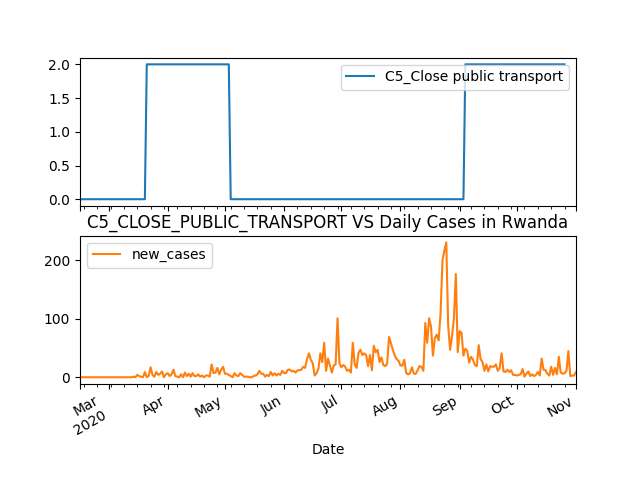 2.0
1.5
1.0
0.5
0.0
C5_Close public transport
C5_CLOSE_PUBLIC_TRANSPORT VS Daily Cases in Rwanda
200
100
0
new_cases
Mar
2020
Apr
May
Jun
Jul
Aug
Sep
Oct
Nov
Date